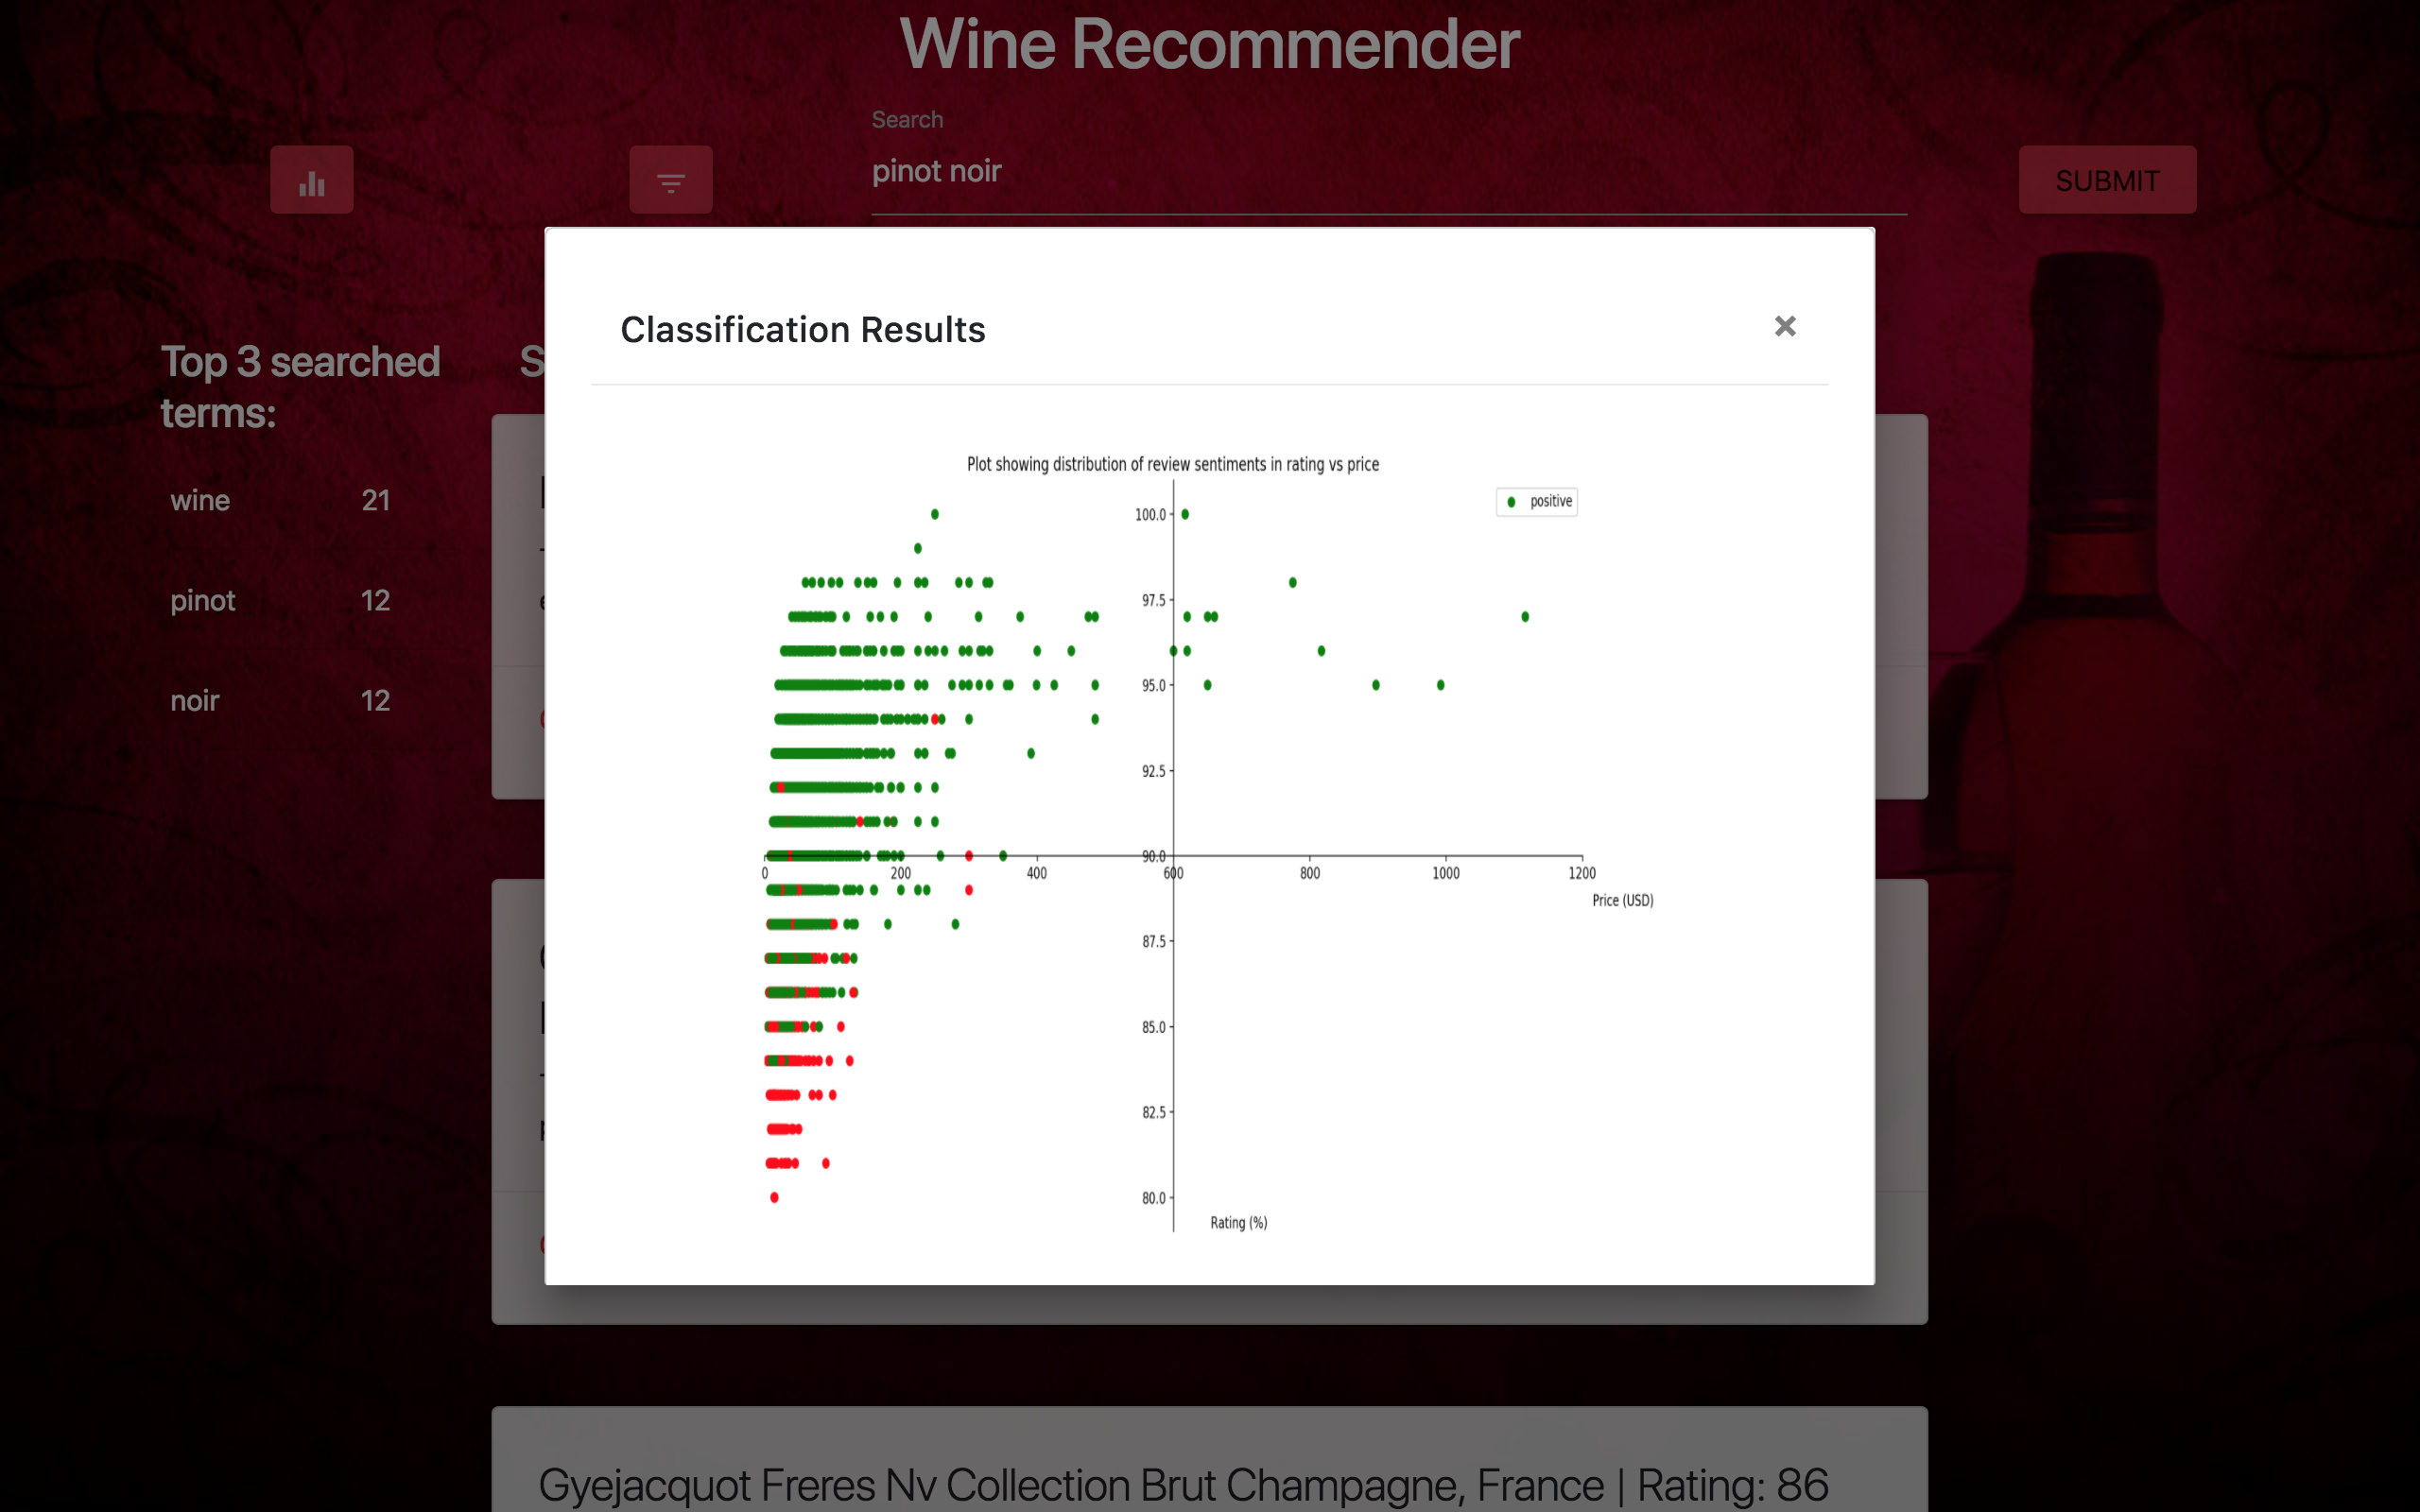 Wine Recommender
Search
pinot noir
SUBMIT
Top 3 searched
terms:
wine 21
pinot 12
noir 12
Classification Results
×
Plot showing distribution of review sentiments in rating vs price
positive
100.0
97.5
95.0
92.5
90.0
0 200 400 600 800 1000 1200
Price (USD)
87.5
85.0
82.5
80.0
Rating (%)
Gyejacquot Freres Nv Collection Brut Champagne, France | Rating: 86